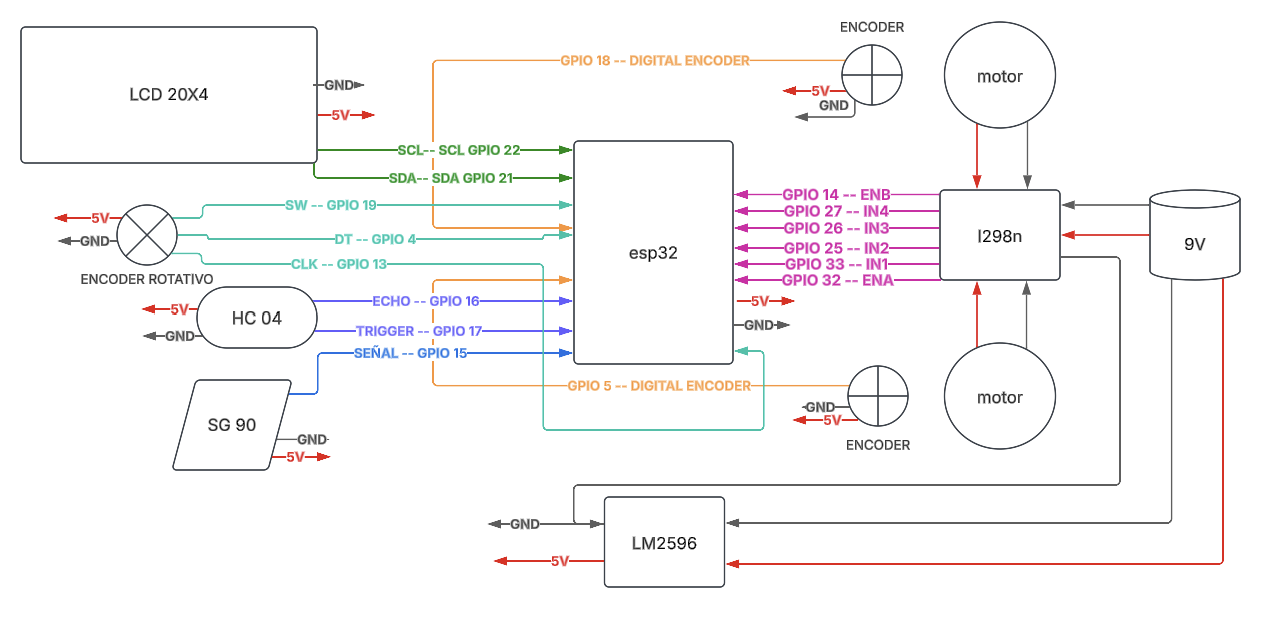 ENCODER
GPIO 18 -- DIGITAL ENCODER
motor
LCD 20X4
GND
5V
5V
GND
SCL-- SCL GPIO 22
SDA-- SDA GPIO 21
GPIO 14 -- ENB
GPIO 27 -- IN4
GPIO 26 -- IN3
GPIO 25 -- IN2
GPIO 33 -- IN1
GPIO 32 -- ENA
SW -- GPIO 19
5V
GND
DT -- GPIO 4
CLK -- GPIO 13
ENCODER ROTATIVO
esp32
l298n
9V
5V
GND
HC 04
ECHO -- GPIO 16
TRIGGER -- GPIO 17
SEÑAL -- GPIO 15
5V
GND
GPIO 5 -- DIGITAL ENCODER
GND
5V
ENCODER
motor
SG 90
GND
5V
GND
5V
LM2596